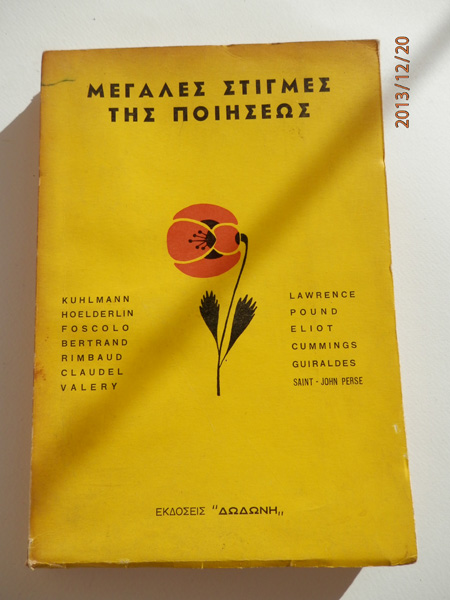 ΜΕΓΑΛΕΣ ΣΤΙΓΜΕΣ
ΤΗΣ ΠΟΙΗΣΕΩΣ
KUHLMANN
HOELDERLIN
FOSCOLO
BERTRAND
RIMBAUD
CLAUDEL
VALERY
LAWRENCE
POUND
ELIOT
CUMMINGS
GUIRALDES
SAINT - JOHN PERSE
ΕΚΔΟΣΕΙΣ "ΔΩΔΩΝΗ„
2013/12/20